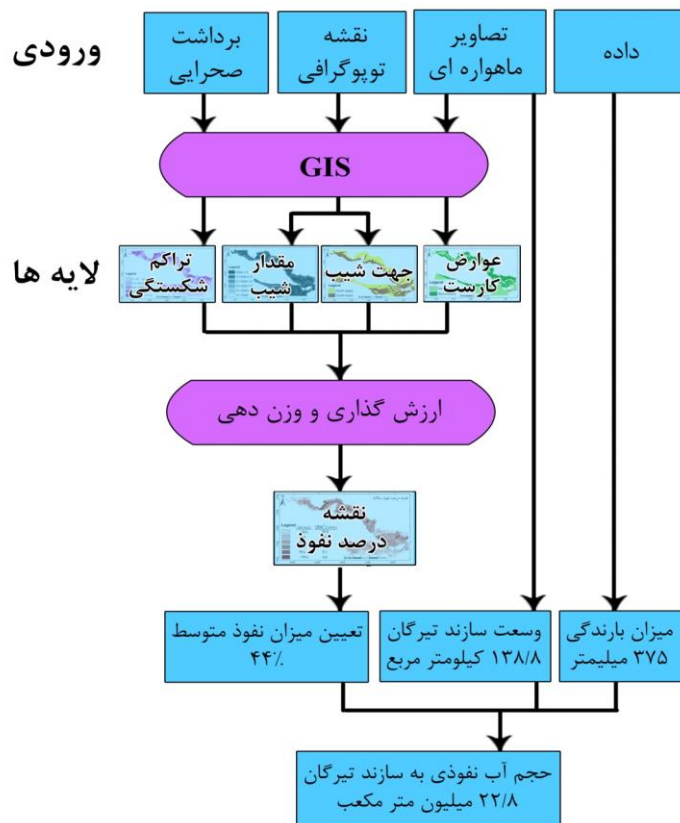 ورودی
برداشت
صحرایی
نقشه
توپوگرافی
تصاویر
ماهواره ای
داده
GIS
لایه ها
تراکم
شکستگی
مقدار
شیب
جهت شیب
عوارض
کارست
ارزش گذاری و وزن دهی
نقشه
درصد نفوذ
تعیین میزان نفوذ متوسط
۴۴٪
وسعت سازند تیرگان
۱۳۸/۸ کیلومتر مربع
میزان بارندگی
۳۷۵ میلیمتر
حجم آب نفوذی به سازند تیرگان
۲۲/۸ میلیون متر مکعب